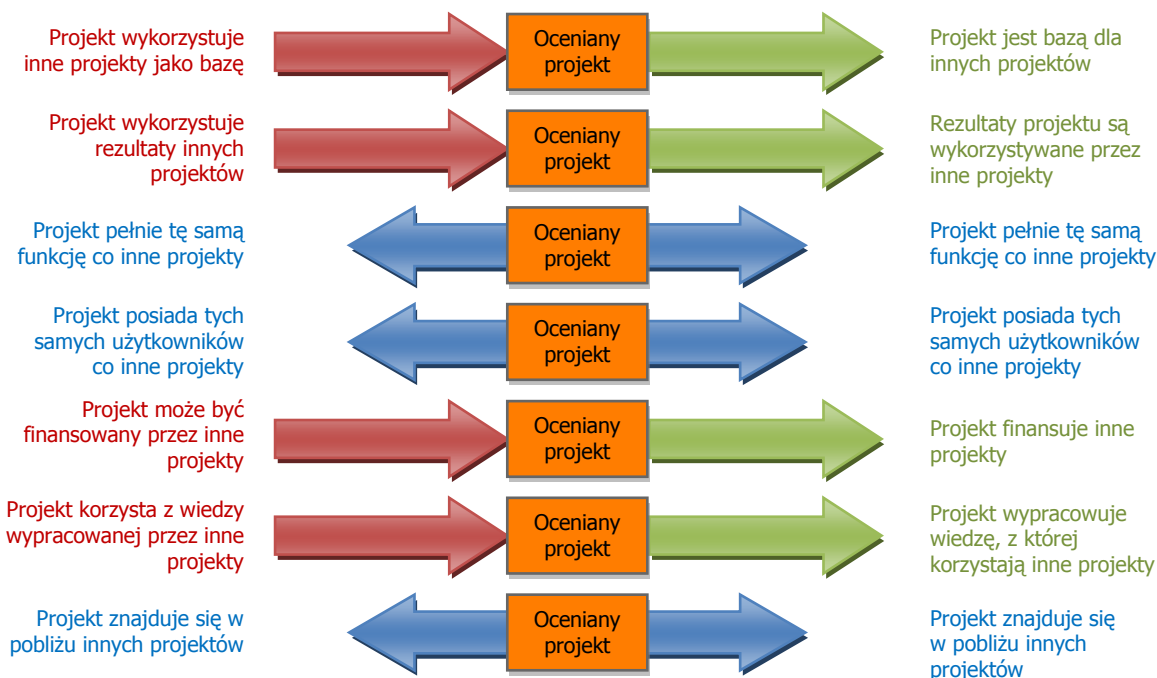 Projekt wykorzystuje
inne projekty jako bazę
Oceniany
projekt
Projekt jest bazą dla
innych projektów
Projekt wykorzystuje
rezultaty innych
projektów
Oceniany
projekt
Rezultaty projektu są
wykorzystywane przez
inne projekty
Projekt pełnie tę samą
funkcję co inne projekty
Oceniany
projekt
Projekt pełnie tę samą
funkcję co inne projekty
Projekt posiada tych
samych użytkowników
co inne projekty
Oceniany
projekt
Projekt posiada tych
samych użytkowników
co inne projekty
Projekt może być
finansowany przez inne
projekty
Oceniany
projekt
Projekt finansuje inne
projekty
Projekt korzysta z wiedzy
wypracowanej przez inne
projekty
Oceniany
projekt
Projekt wypracowuje
wiedzę, z której
korzystają inne projekty
Projekt znajduje się w
pobliżu innych projektów
Oceniany
projekt
Projekt znajduje się
w pobliżu innych
projektów